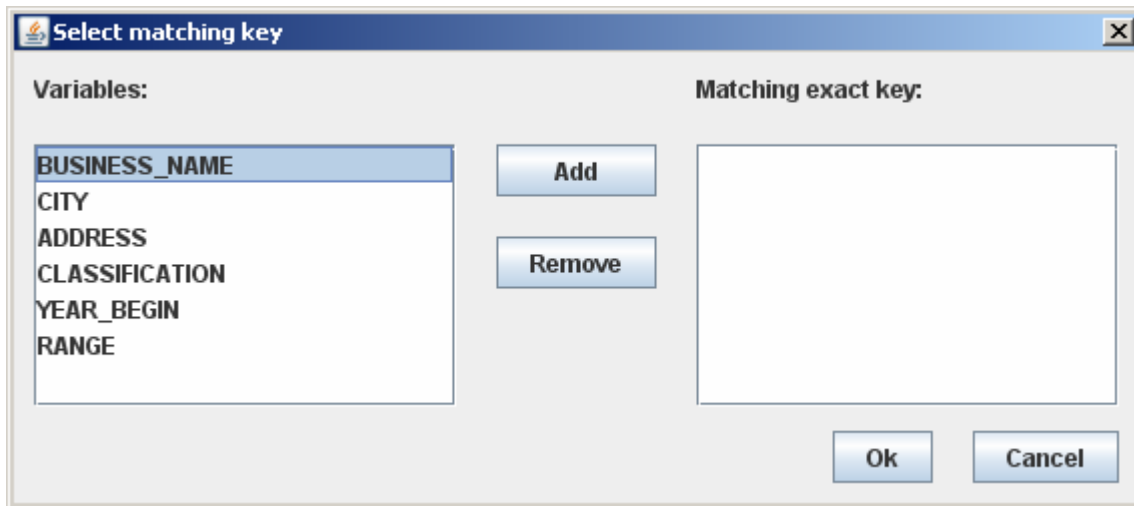 Select matching key
Variables:
Matching exact key:
BUSINESS_NAME
CITY
ADDRESS
CLASSIFICATION
YEAR_BEGIN
RANGE
Add
Remove
Ok
Cancel